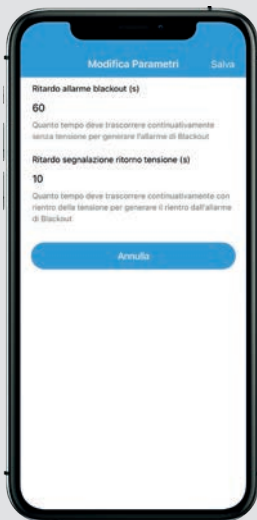 Modifica Parametri Salva
Ritardo allarme blackout (s)
60
Quanto tempo deve trascorrere continuativamente
senza tensione per generare l'allarme di Blackout
Ritardo segnalazione ritorno tensione (s)
10
Quanto tempo deve trascorrere continuativamente con
rientro della tensione per generare il rientro dall'allarme
di Blackout
Annulla